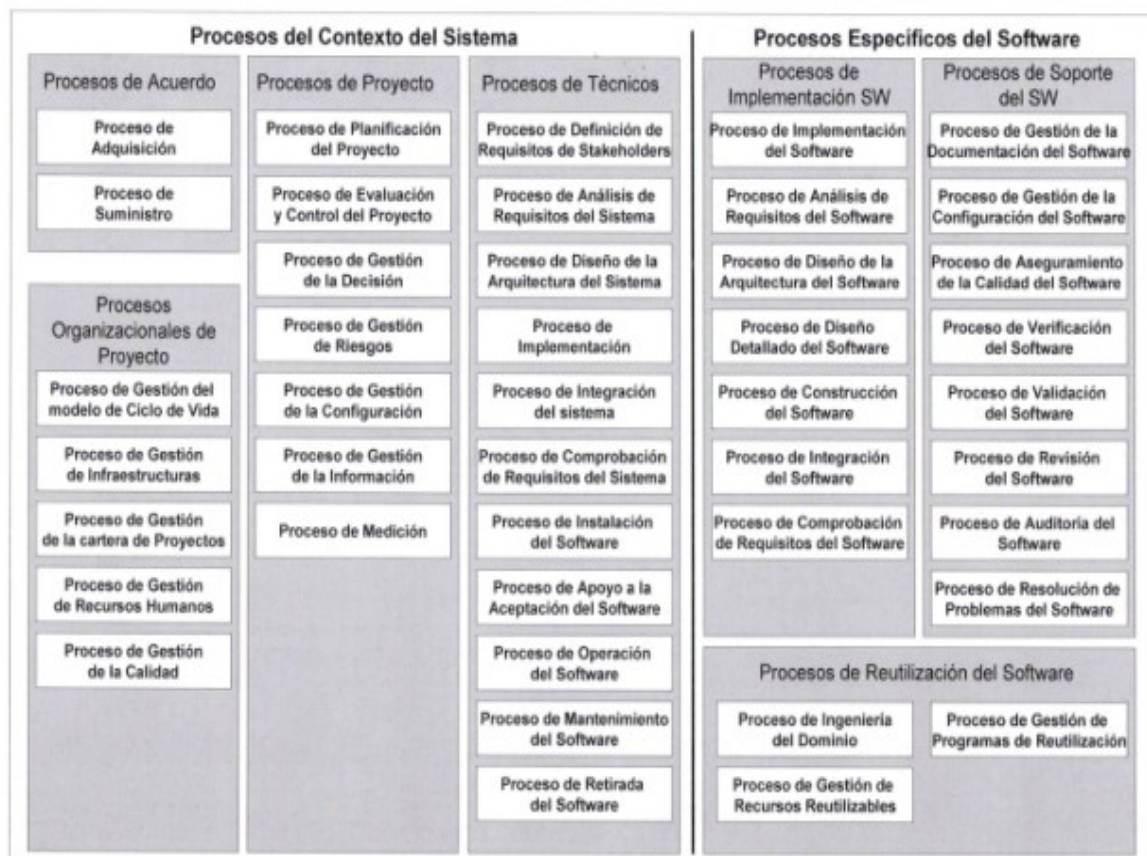 Procesos del Contexto del Sistema
Procesos de Acuerdo
Proceso de
Adquisición
Proceso de
Suministro
Procesos
Organizacionales de
Proyecto
Proceso de Gestión del
modelo de Ciclo de Vida
Proceso de Gestión
de Infraestructuras
Proceso de Gestión
de la cartera de Proyectos
Proceso de Gestión
de Recursos Humanos
Proceso de Gestión
de la Calidad
Procesos de Proyecto
Proceso de Planificación
del Proyecto
Proceso de Evaluación
y Control del Proyecto
Proceso de Gestión
de la Decisión
Proceso de Gestión
de Riesgos
Proceso de Gestión
de la Configuración
Proceso de Gestión
de la Información
Proceso de Medición
Procesos de Técnicos
Proceso de Definición de
Requisitos de Stakeholders
Proceso de Análisis de
Requisitos del Sistema
Proceso de Diseño de la
Arquitectura del Sistema
Proceso de
Implementación
Proceso de Integración
del sistema
Proceso de Comprobación
de Requisitos del Sistema
Proceso de Instalación
del Software
Proceso de Apoyo a la
Aceptación del Software
Proceso de Operación
del Software
Proceso de Mantenimiento
del Software
Proceso de Retirada
del Software
Procesos Especificos del Software
Procesos de
Implementación SW
Proceso de Implementación
del Software
Proceso de Análisis de
Requisitos del Software
Proceso de Diseño de la
Arquitectura del Software
Proceso de Diseño
Detallado del Software
Proceso de Construcción
del Software
Proceso de Integración
del Software
Proceso de Comprobación
de Requisitos del Software
Procesos de Soporte
del SW
Proceso de Gestión de la
Documentación del Software
Proceso de Gestión de la
Configuración del Software
Proceso de Aseguramiento
de la Calidad del Software
Proceso de Verificación
del Software
Proceso de Validación
del Software
Proceso de Revisión
del Software
Proceso de Auditoria del
Software
Proceso de Resolución de
Problemas del Software
Procesos de Reutilización del Software
Proceso de Ingenieria
del Dominio
Proceso de Gestión de
Programas de Reutilización
Proceso de Gestión de
Recursos Reutilizables